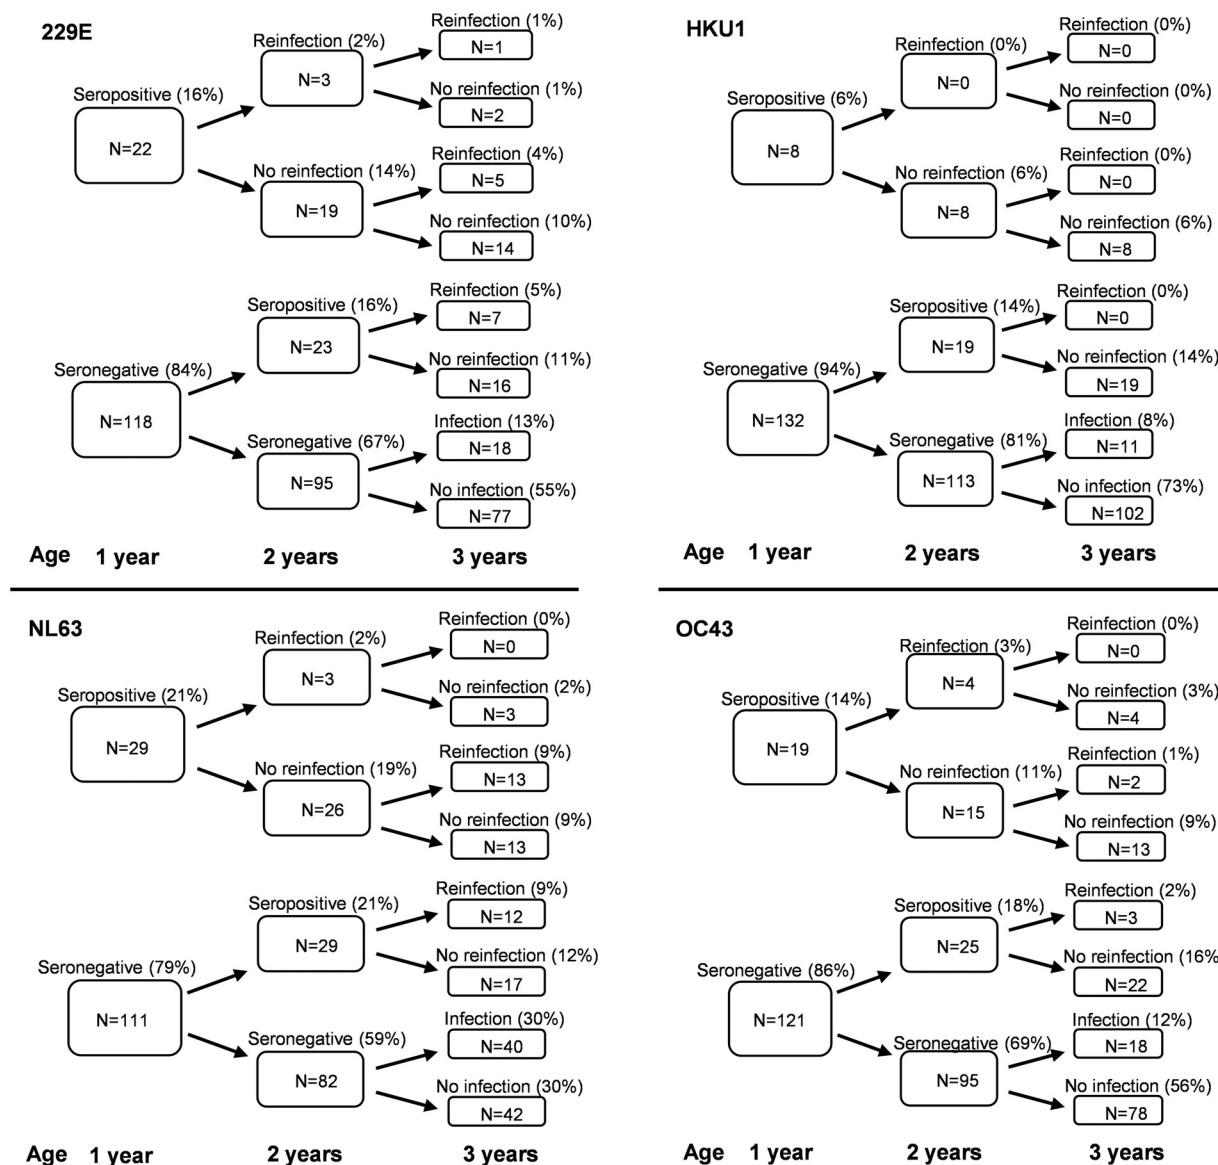 229E
Reinfection (1%)
N=1
Reinfection (2%)
N=3
No reinfection (1%)
N=2
Seropositive (16%)
N=22
Reinfection (4%)
N=5
No reinfection (14%)
N=19
No reinfection (10%)
N=14
Reinfection (5%)
N=7
Seropositive (16%)
N=23
No reinfection (11%)
N=16
Seronegative (84%)
N=118
Infection (13%)
N=18
Seronegative (67%)
N=95
No infection (55%)
N=77
Age 1 year 2 years 3 years
HKU1
Reinfection (0%)
N=0
Reinfection (0%)
N=0
No reinfection (0%)
N=0
Seropositive (6%)
N=8
Reinfection (0%)
N=0
No reinfection (6%)
N=8
No reinfection (6%)
N=8
Reinfection (0%)
N=0
Seropositive (14%)
N=19
No reinfection (14%)
N=19
Seronegative (94%)
N=132
Infection (8%)
N=11
Seronegative (81%)
N=113
No infection (73%)
N=102
Age 1 year 2 years 3 years
NL63
Reinfection (0%)
N=0
Reinfection (2%)
N=3
No reinfection (2%)
N=3
Seropositive (21%)
N=29
Reinfection (9%)
N=13
No reinfection (19%)
N=26
No reinfection (9%)
N=13
Reinfection (9%)
N=12
Seropositive (21%)
N=29
No reinfection (12%)
N=17
Seronegative (79%)
N=111
Infection (30%)
N=40
Seronegative (59%)
N=82
No infection (30%)
N=42
Age 1 year 2 years 3 years
OC43
Reinfection (0%)
N=0
Reinfection (3%)
N=4
No reinfection (3%)
N=4
Seropositive (14%)
N=19
Reinfection (1%)
N=2
No reinfection (11%)
N=15
No reinfection (9%)
N=13
Reinfection (2%)
N=3
Seropositive (18%)
N=25
No reinfection (16%
N=22
Seronegative (86%)
N=121
Infection (12%)
N=18
Seronegative (69%)
N=95
No infection (56%)
N=78
Age 1 year 2 years 3 years